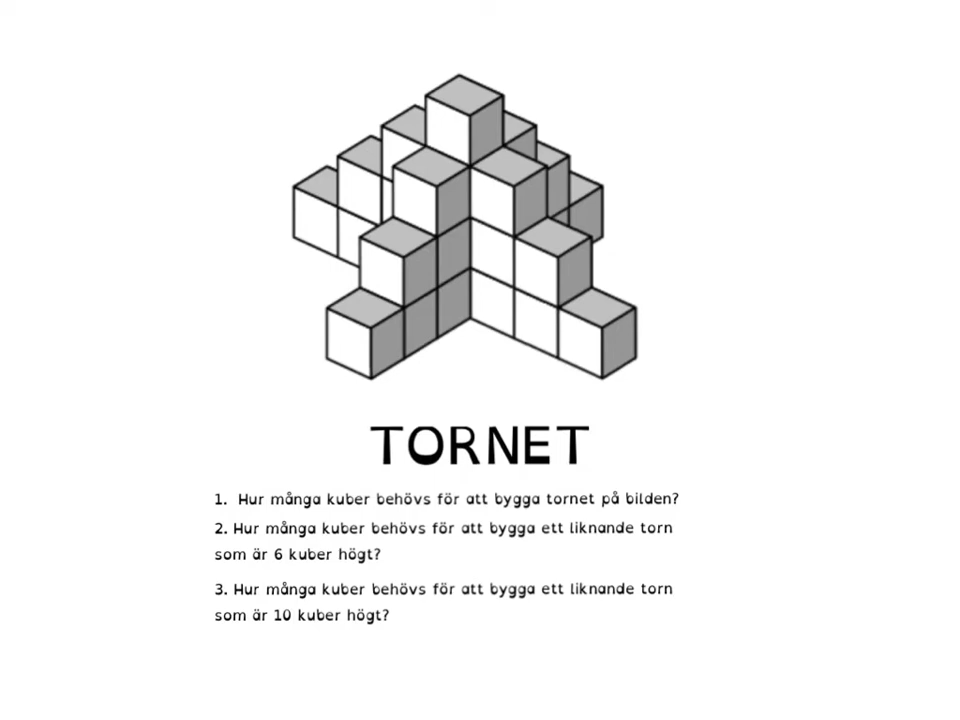 TORNET
1. Hur många kuber behövs för att bygga tornet på bilden?
2. Hur många kuber behövs för att bygga ett liknande torn
som är 6 kuber högt?
3. Hur många kuber behövs för att bygga ett liknande torn
som är 10 kuber högt?